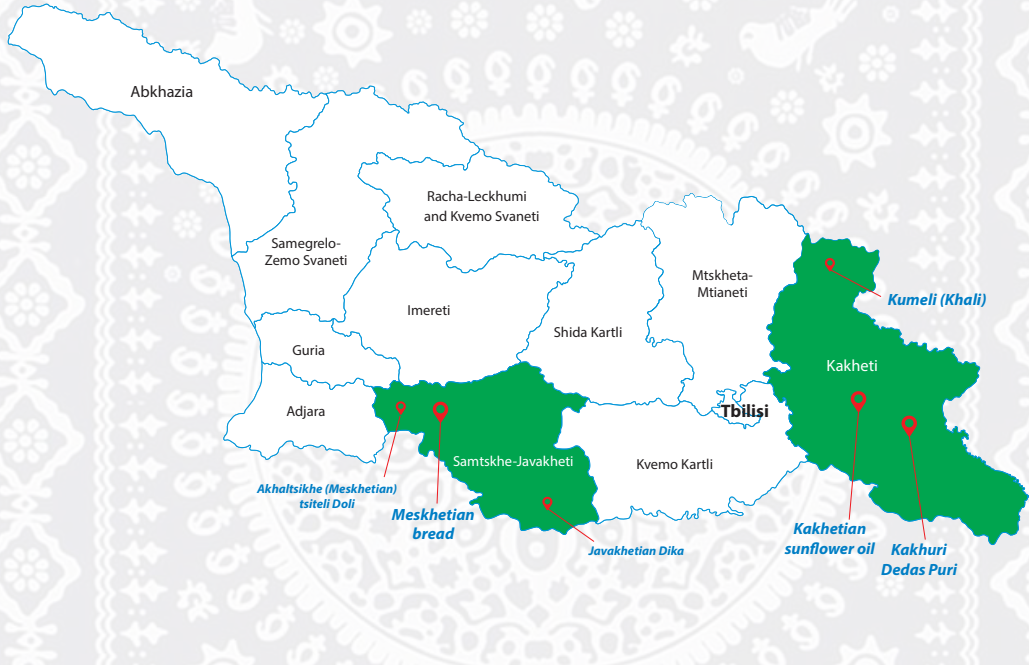 Abkhazia
Racha-Leckhumi
and Kvemo Svaneti
Samegrelo-
Zemo Svaneti
Mtskheta-
Mtianeti
Kumeli (Khali)
Imereti
Shida Kartli
Guria
Kakheti
Adjara
Tbilisi
Samtskhe-Javakheti
Kvemo Kartli
Akhaltsikhe (Meskhetian)
tsiteli Doli
Meskhetian
bread
Javakhetian Dika
Kakhetian
sunflower oil
Kakhuri
Dedas Puri